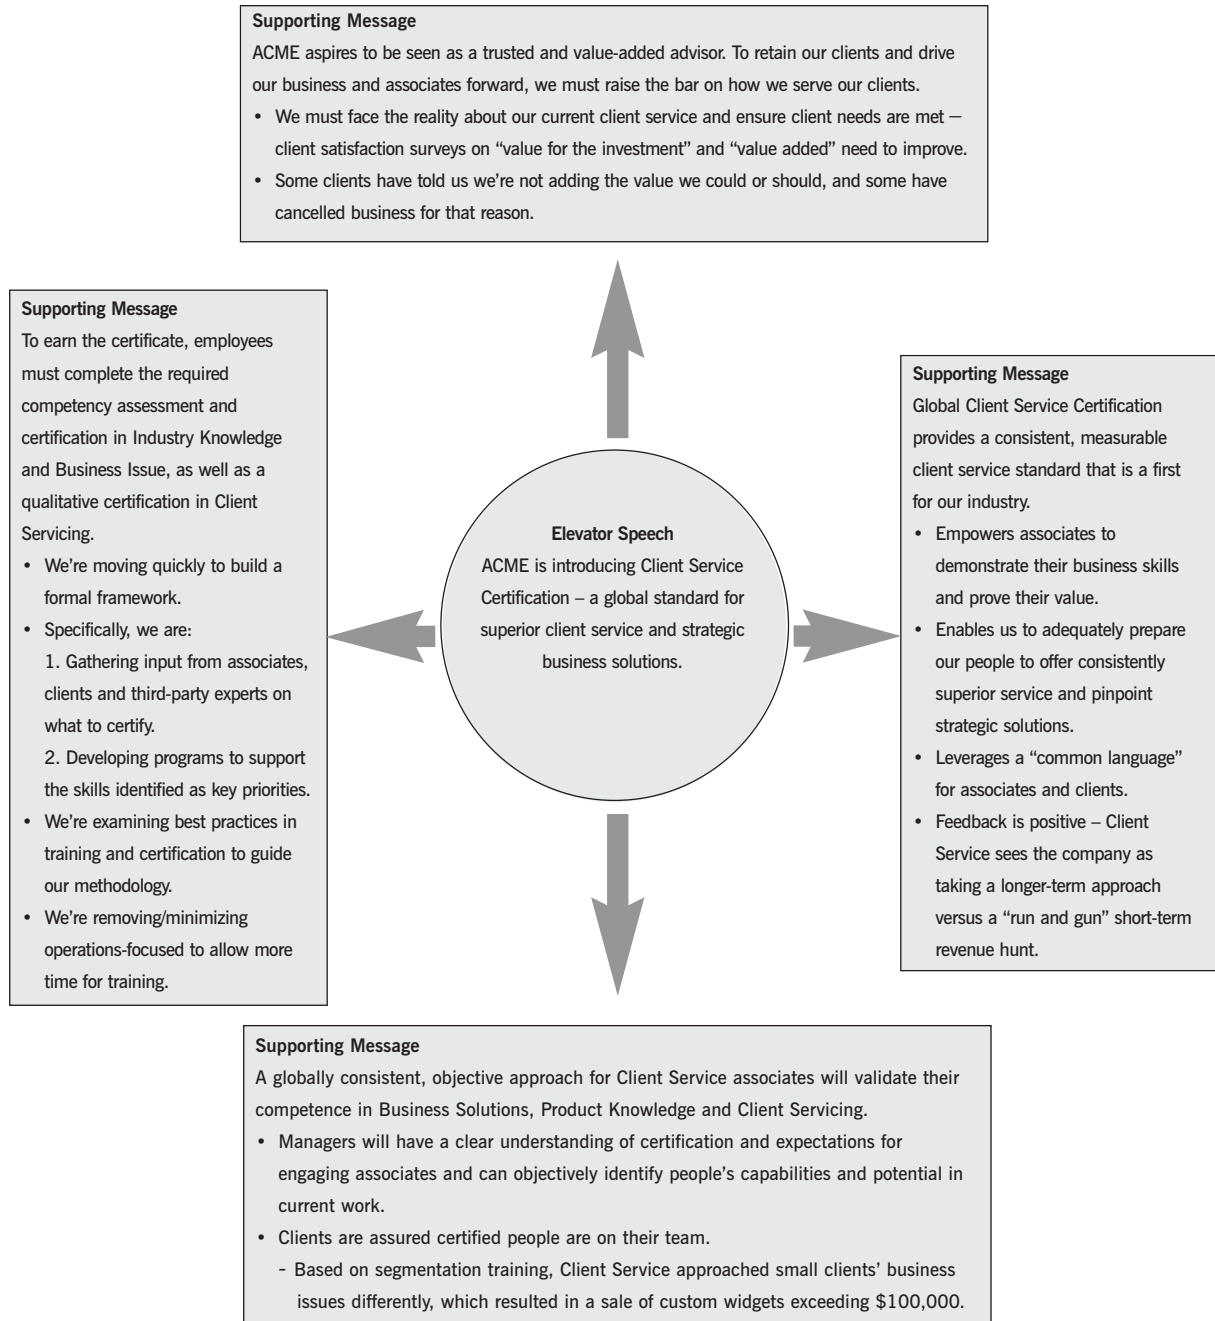 Supporting Message
ACME aspires to be seen as a trusted and value-added advisor. To retain our clients and drive
our business and associates forward, we must raise the bar on how we serve our clients.
• We must face the reality about our current client service and ensure client needs are met –
client satisfaction surveys on “value for the investment” and “value added” need to improve.
• Some clients have told us we’re not adding the value we could or should, and some have
cancelled business for that reason.
Supporting Message
To earn the certificate, employees
must complete the required
competency assessment and
certification in Industry Knowledge
and Business Issue, as well as a
qualitative certification in Client
Servicing.
• We’re moving quickly to build a
formal framework.
• Specifically, we are:
1. Gathering input from associates,
clients and third-party experts on
what to certify.
2. Developing programs to support
the skills identified as key priorities.
• We’re examining best practices in
training and certification to guide
our methodology.
• We’re removing/minimizing
operations-focused to allow more
time for training.
Elevator Speech
ACME is introducing Client Service
Certification – a global standard for
superior client service and strategic
business solutions.
Supporting Message
Global Client Service Certification
provides a consistent, measurable
client service standard that is a first
for our industry.
• Empowers associates to
demonstrate their business skills
and prove their value.
• Enables us to adequately prepare
our people to offer consistently
superior service and pinpoint
strategic solutions.
• Leverages a “common language”
for associates and clients.
• Feedback is positive – Client
Service sees the company as
taking a longer-term approach
versus a “run and gun” short-term
revenue hunt.
Supporting Message
A globally consistent, objective approach for Client Service associates will validate their
competence in Business Solutions, Product Knowledge and Client Servicing.
• Managers will have a clear understanding of certification and expectations for
engaging associates and can objectively identify people’s capabilities and potential in
current work.
• Clients are assured certified people are on their team.
- Based on segmentation training, Client Service approached small clients’ business
issues differently, which resulted in a sale of custom widgets exceeding $100,000.